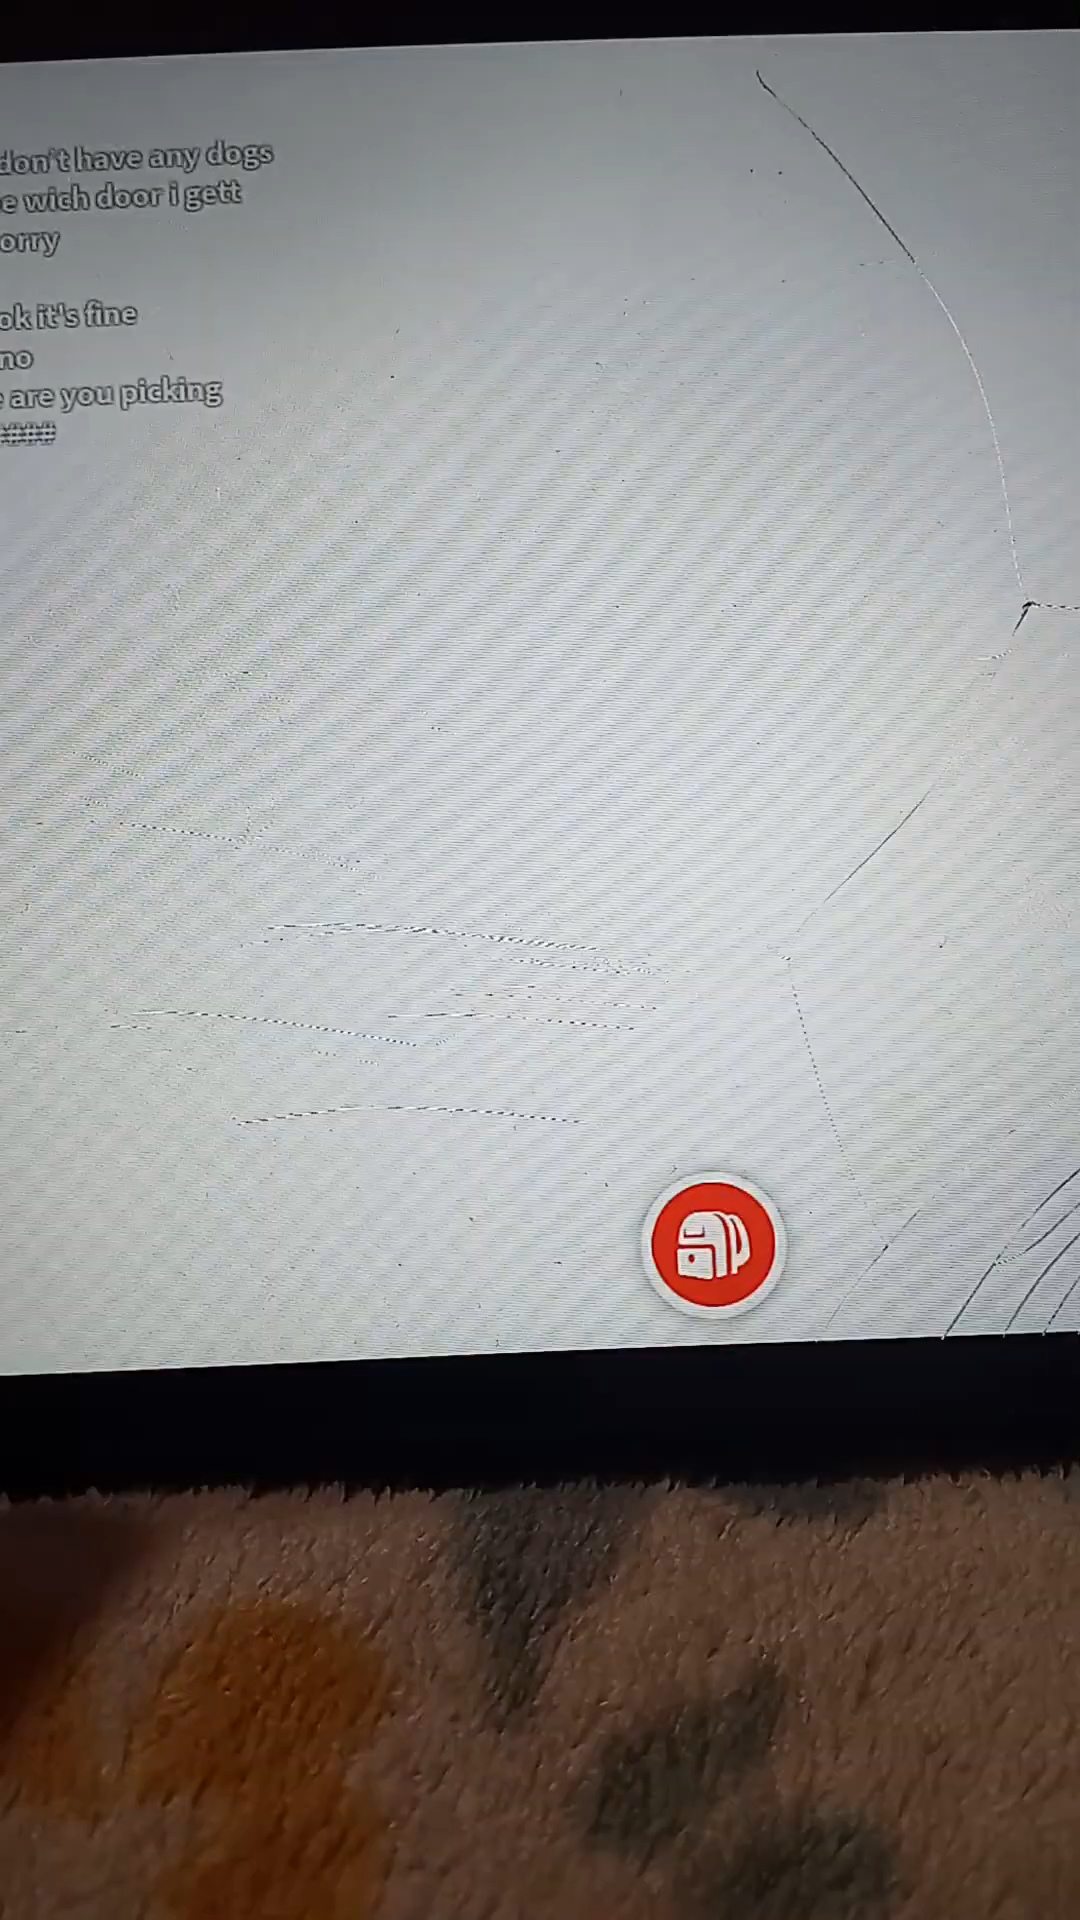 don't have any dogs
e wich door i gett
orry
ok it's fine
no
are you picking
####